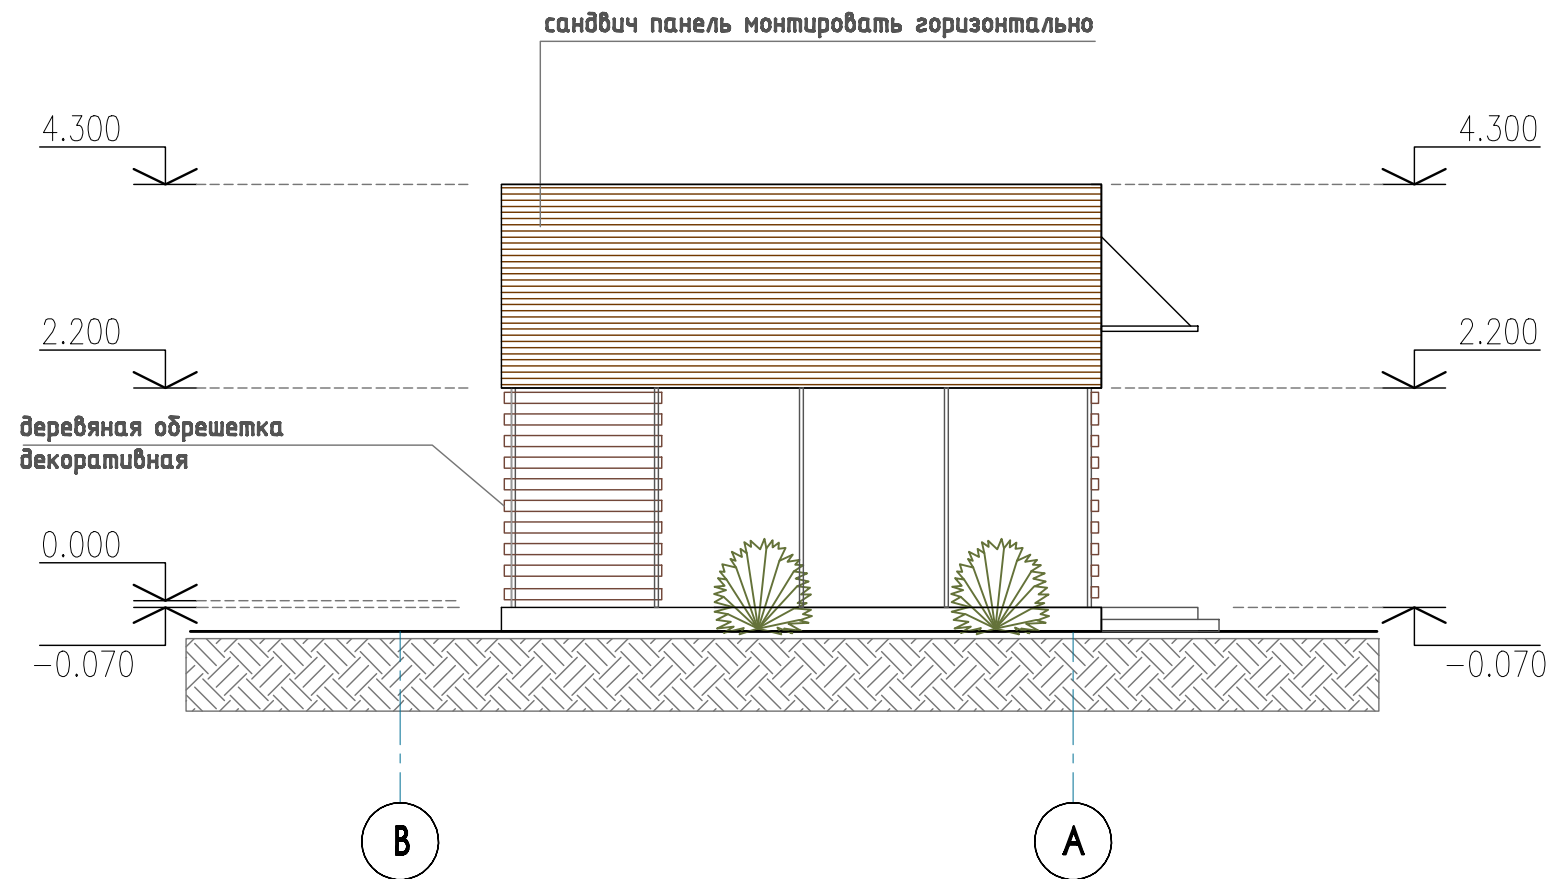 сандвич панель монтировать горизонтально
4.300
4.300
2.200
2.200
деревяная обрешетка
декоративная
0.000
-0.070
-0.070
В
А